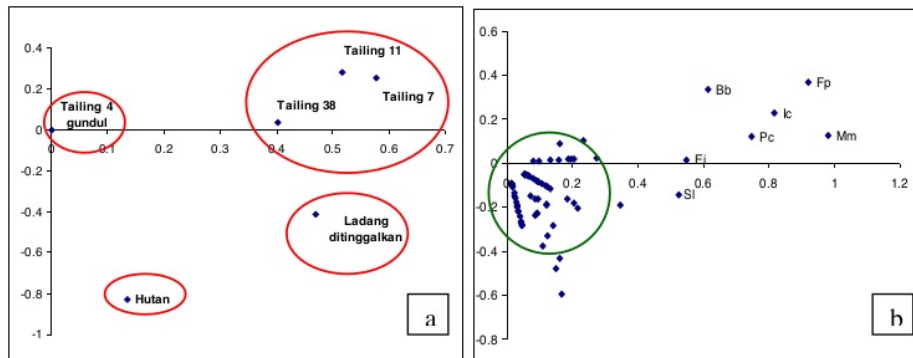 0.4
0.2
0
-0.2
-0.4
-0.6
-0.8
-1
0
0.1
0.2
0.3
0.4
0.5
0.6
0.7
Tailing 11
Tailing 7
Tailing 38
Tailing 4
gundul
Ladang
ditinggalkan
Hutan
a
0.6
0.4
0.2
0
-0.2
-0.4
-0.6
-0.8
0
0.2
0.4
0.6
0.8
1
1.2
Bb
Fp
Ic
Pc
Mm
Ej
Sl
b